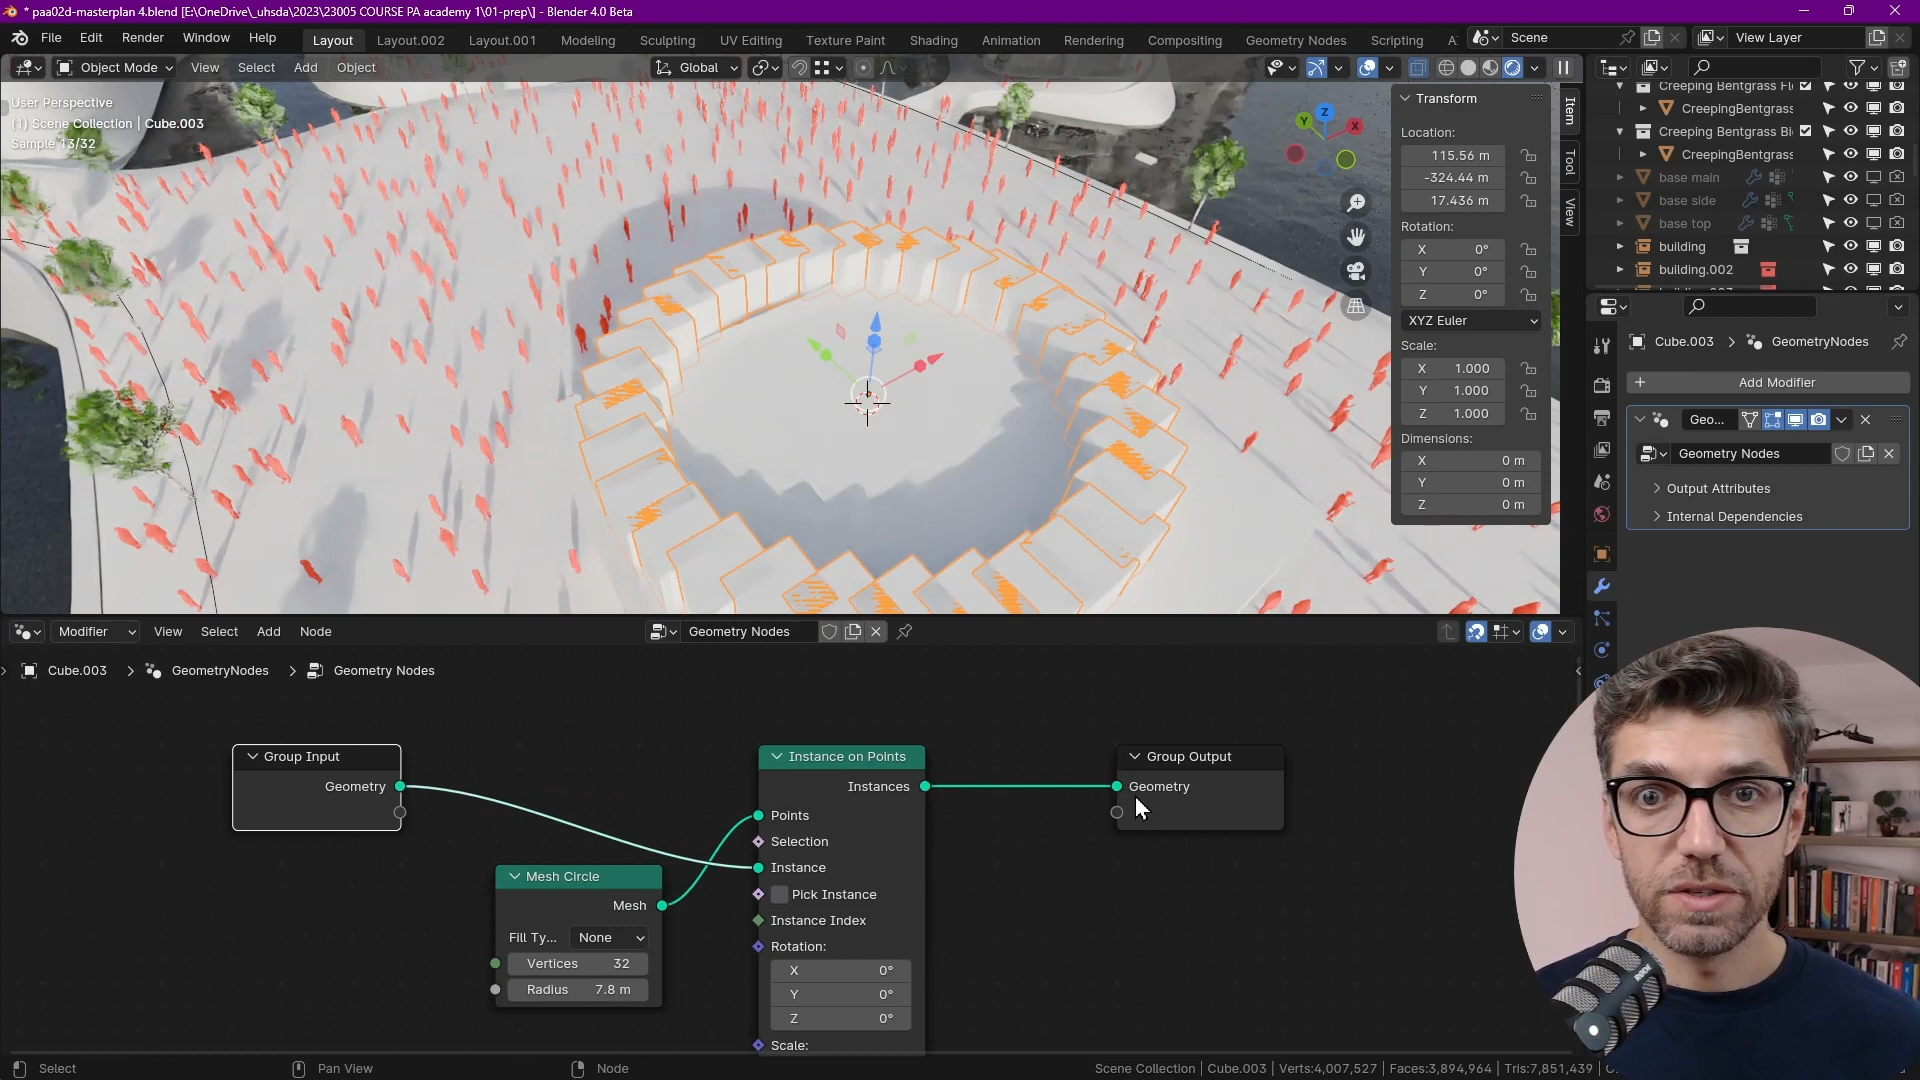 * paa02d-masterplan 4.blend [E:\OneDrive\_uhsda\2023\23005 COURSE PA academy 1\01-prep\] - Blender 4.0 Beta
File Edit Render Window Help Layout Layout.002 Layout.001 Modeling Sculpting UV Editing Texture Paint Shading Animation Rendering Compositing Geometry Nodes Scripting A: Scene View Layer
Object Mode View Select Add Object Global
User Perspective
(1) Scene Collection | Cube.003
Sample 13/32
Z
Y
X
Transform
Location:
115.56 m
-324.44 m
17.436 m
Rotation:
X 0°
Y 0°
Z 0°
XYZ Euler
Scale:
X 1.000
Y 1.000
Z 1.000
Dimensions:
X 0 m
Y 0 m
Z 0 m
Item
Tool
View
Creeping Bentgrass Fl
CreepingBentgrass
Creeping Bentgrass Bl
CreepingBentgrass
base main
base side
base top
building
building.002
Cube.003 > GeometryNodes
Add Modifier
Geo...
Geometry Nodes
Output Attributes
Internal Dependencies
Modifier View Select Add Node Geometry Nodes
Cube.003 > GeometryNodes > Geometry Nodes
Group Input
Geometry
Mesh Circle
Mesh
Fill Ty... None
Vertices 32
Radius 7.8 m
Instance on Points
Instances
Points
Selection
Instance
Pick Instance
Instance Index
Rotation:
X 0°
Y 0°
Z 0°
Scale:
Group Output
Geometry
RØDE
Select Pan View Node Scene Collection | Cube.003 | Verts:4,007,527 | Faces:3,894,964 | Tris:7,851,439 |